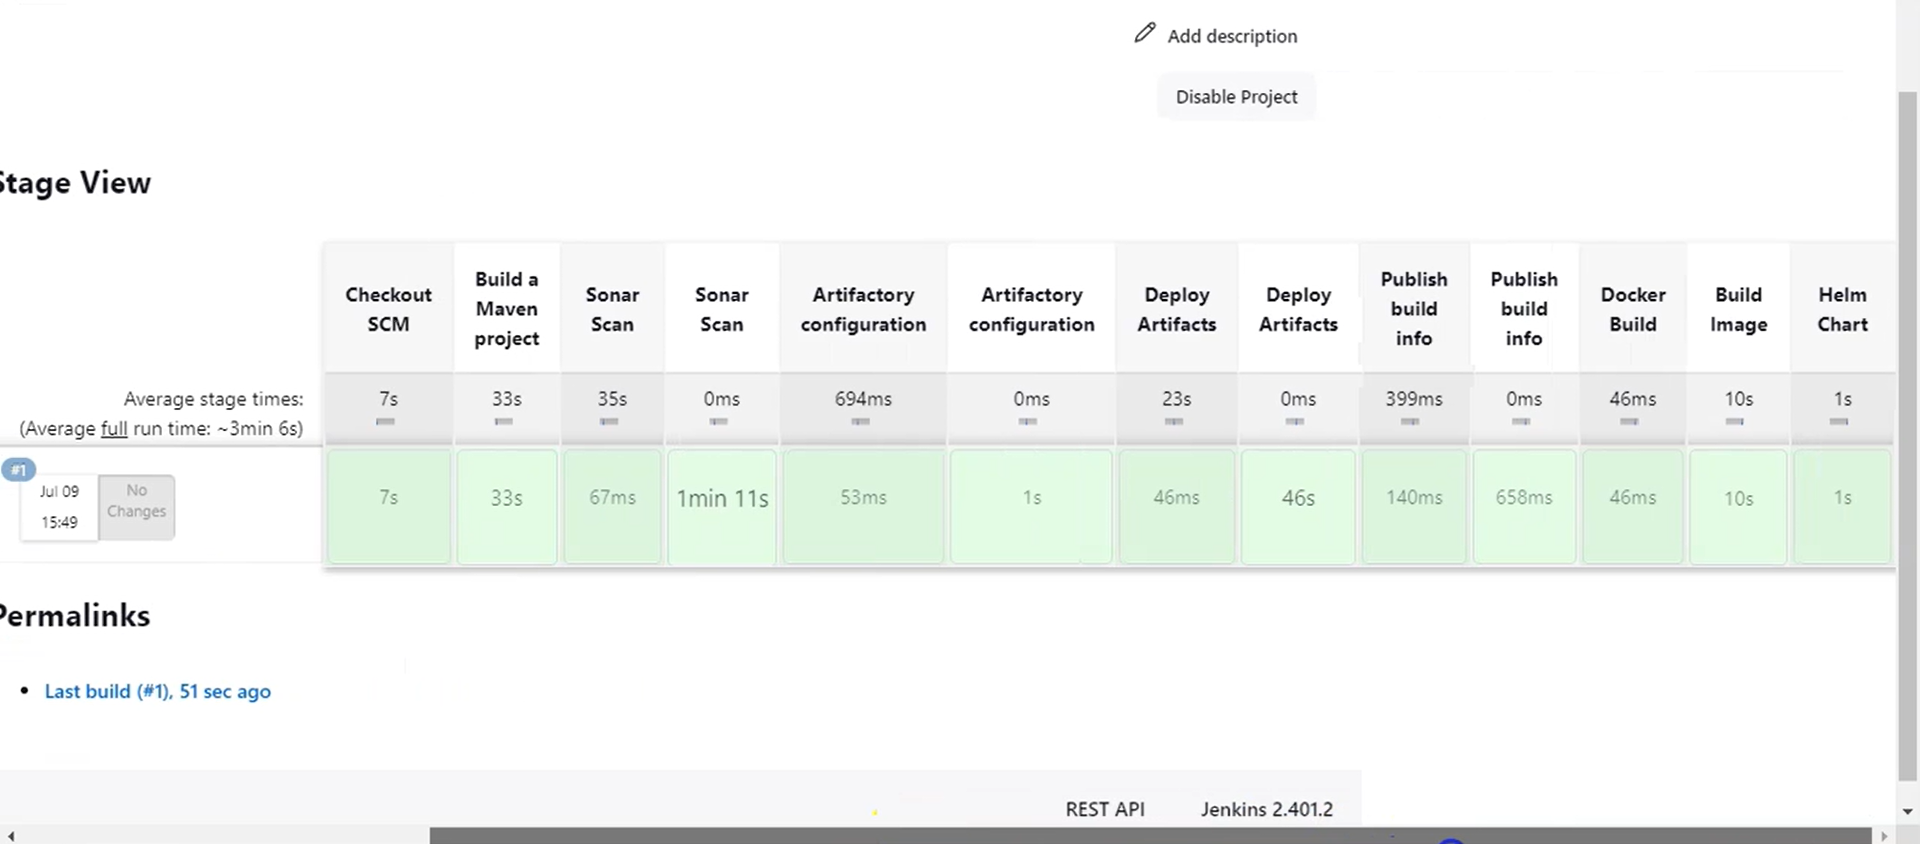 Add description
Disable Project
Stage View
Checkout SCM
Build a Maven project
Sonar Scan
Sonar Scan
Artifactory configuration
Artifactory configuration
Deploy Artifacts
Deploy Artifacts
Publish build info
Publish build info
Docker Build
Build Image
Helm Chart
Average stage times:
(Average full run time: ~3min 6s)
7s 33s 35s 0ms 694ms 0ms 23s 0ms 399ms 0ms 46ms 10s 1s
#1
Jul 09
15:49
No Changes
7s 33s 67ms 1min 11s 53ms 1s 46ms 46s 140ms 658ms 46ms 10s 1s
Permalinks
Last build (#1), 51 sec ago
REST API Jenkins 2.401.2